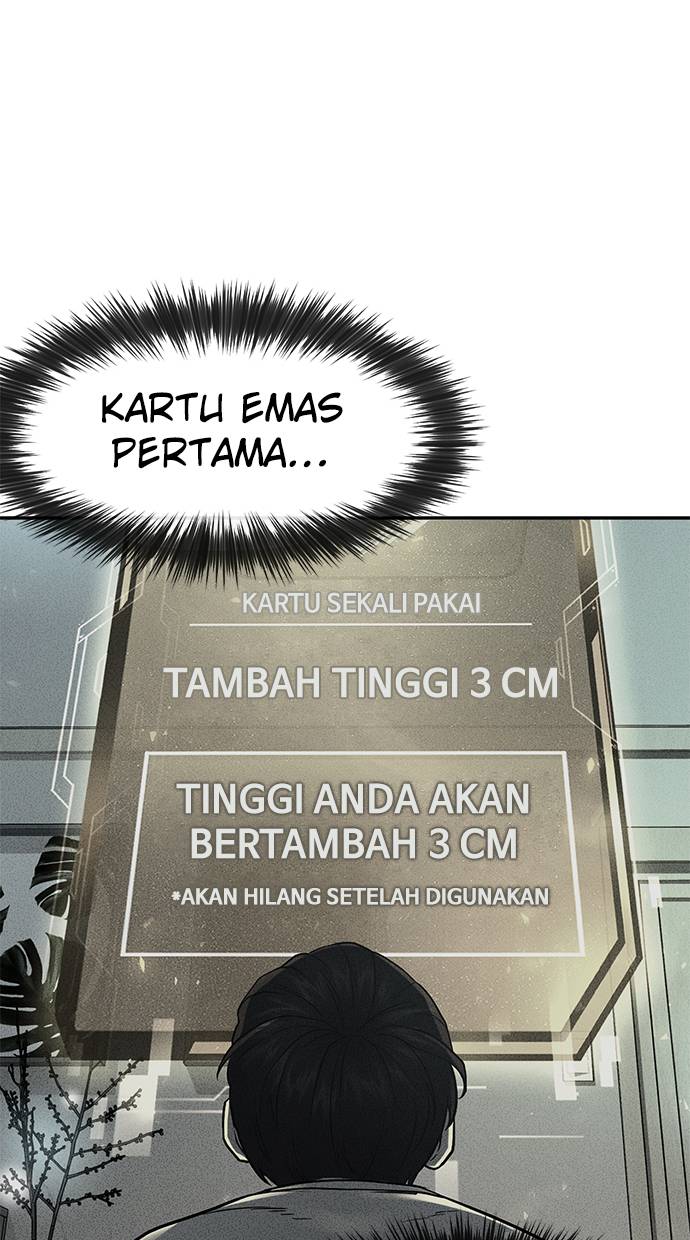 KARTU EMAS
PERTAMA...
KARTU SEKALI PAKAI
TAMBAH TINGGI 3 CM
TINGGI ANDA AKAN
BERTAMBAH 3 CM
*AKAN HILANG SETELAH DIGUNAKAN